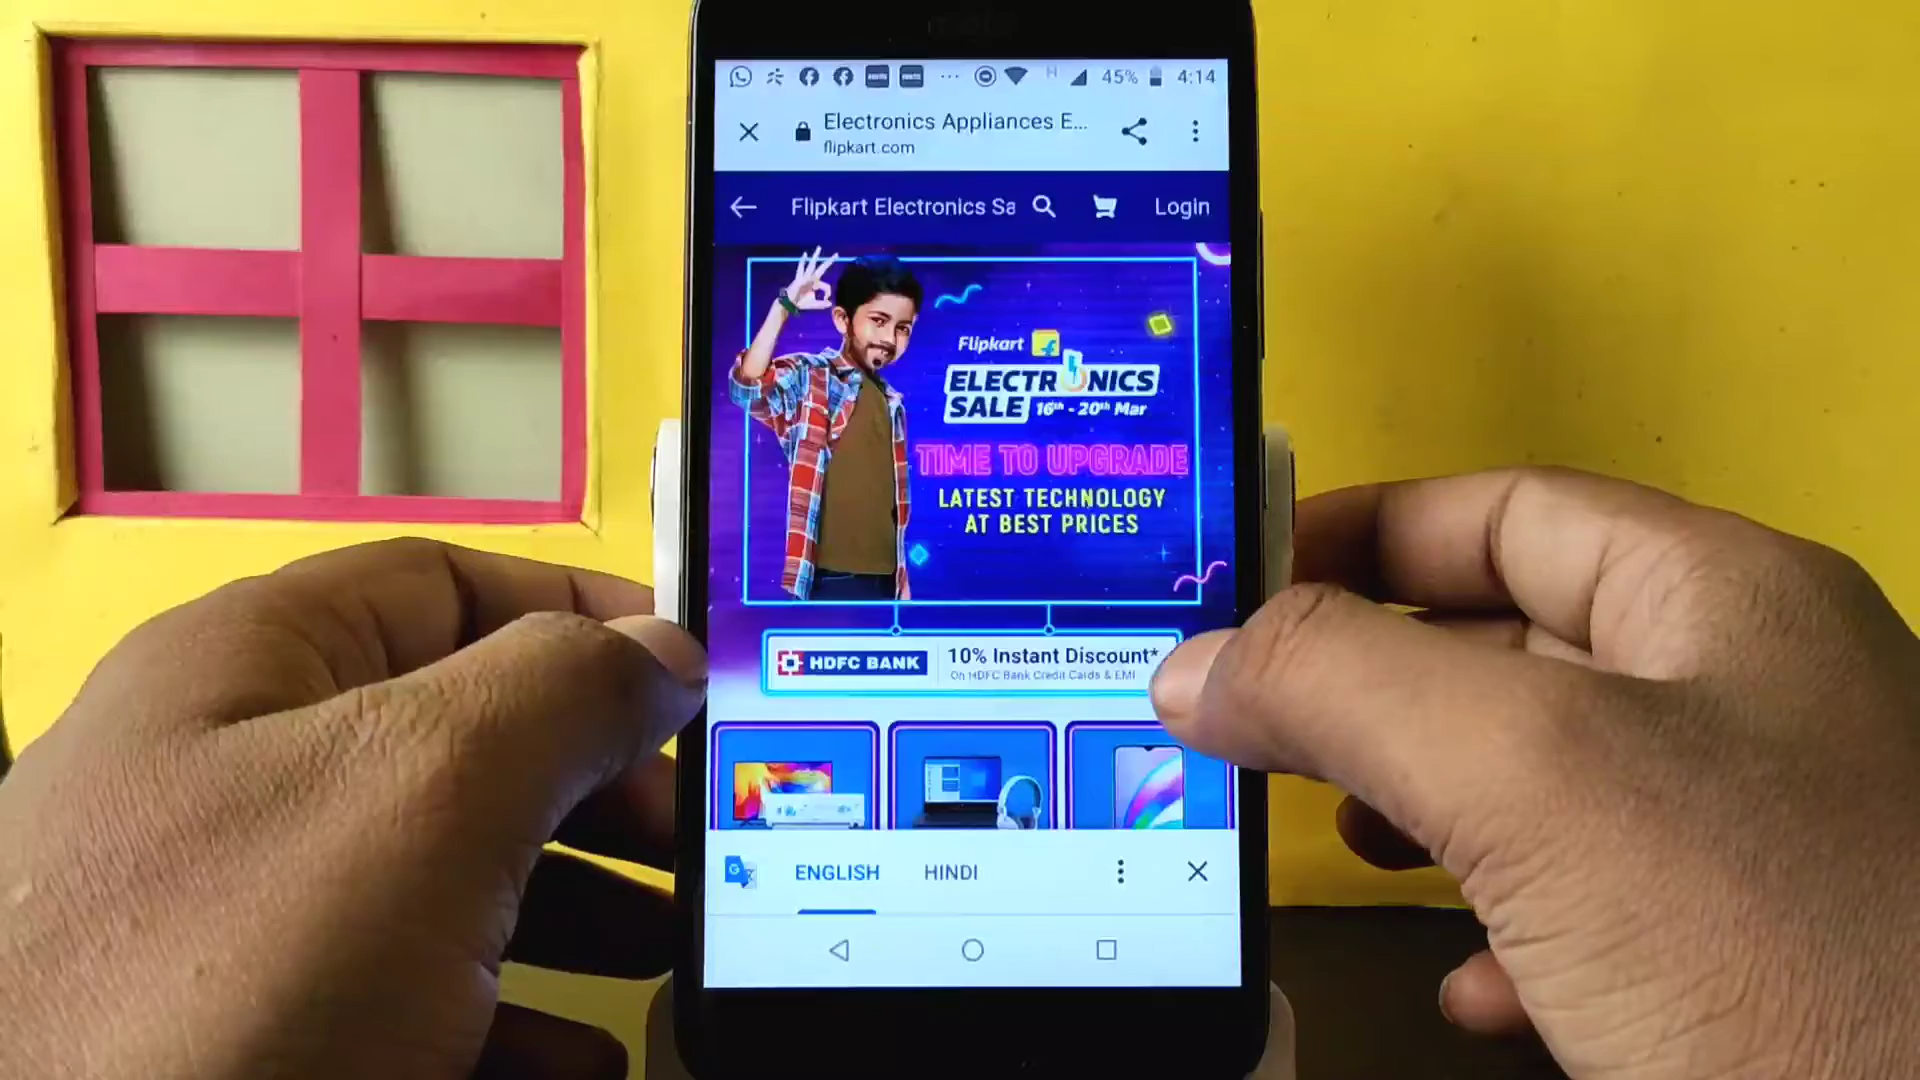 H 45% 4:14
Electronics Appliances E...
flipkart.com
Flipkart Electronics Sa
Login
Flipkart
ELECTRONICS
SALE 16th - 20th Mar
TIME TO UPGRADE
LATEST TECHNOLOGY
AT BEST PRICES
HDFC BANK
10% Instant Discount*
On HDFC Bank Credit Cards & EMI
ENGLISH HINDI